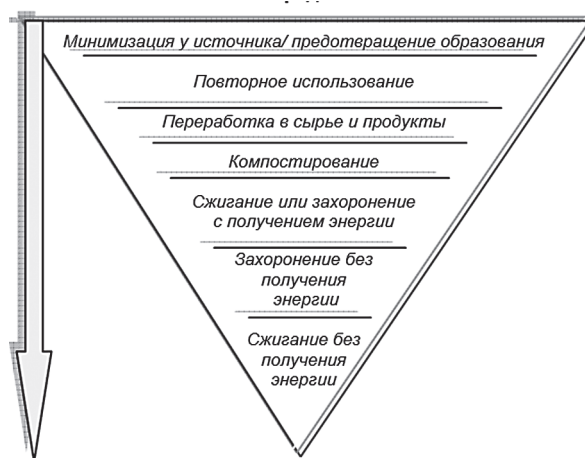 Минимизация у источника/ предотвращение образования
Повторное использование
Переработка в сырье и продукты
Компостирование
Сжигание или захоронение
с получением энергии
Захоронение без
получения
энергии
Сжигание без
получения
энергии